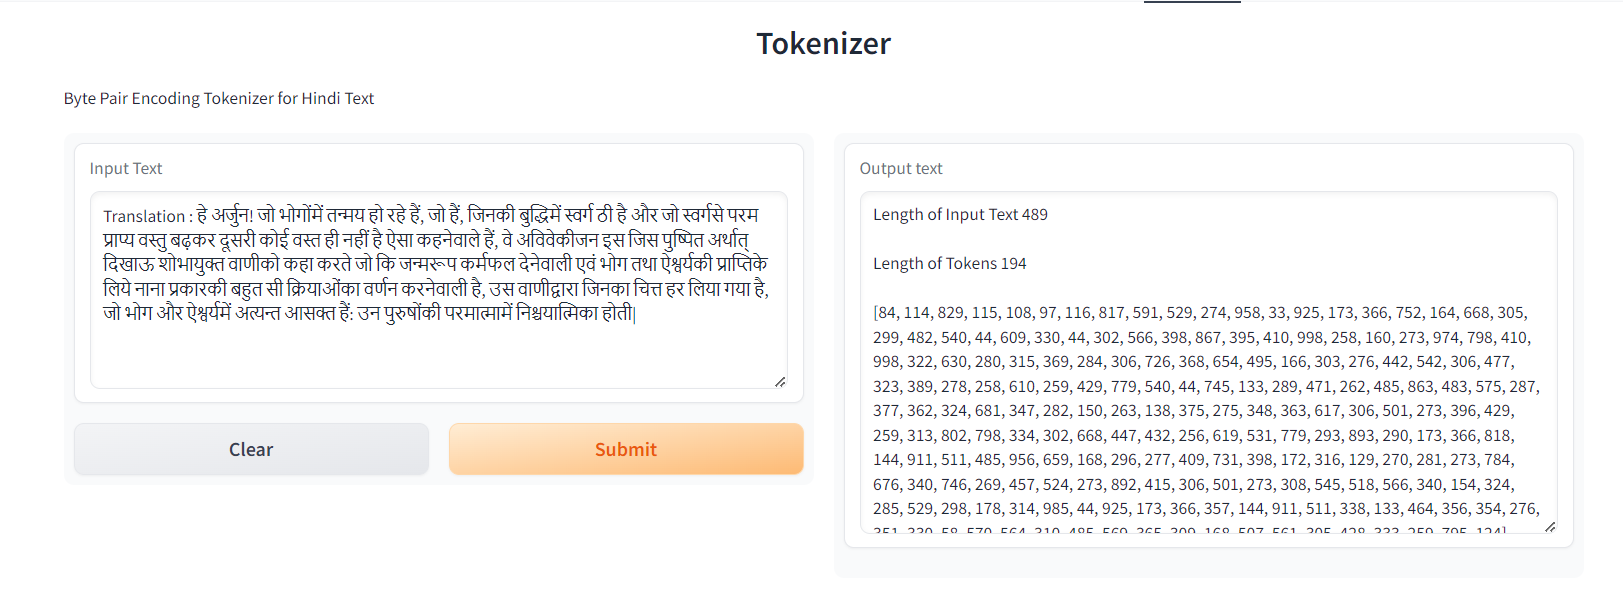 Tokenizer
Byte Pair Encoding Tokenizer for Hindi Text
Input Text
Translation : हे अर्जुन! जो भोगोंमें तन्मय हो रहे हैं, जो हैं, जिनकी बुद्धिमें स्वर्ग ठी है और जो स्वर्गसे परम
प्राप्य वस्तु बढ़कर दूसरी कोई वस्त ही नहीं है ऐसा कहनेवाले हैं, वे अविवेकीजन इस जिस पुष्पित अर्थात्
दिखाऊ शोभायुक्त वाणीको कहा करते जो कि जन्मरूप कर्मफल देनेवाली एवं भोग तथा ऐश्वर्यकी प्राप्तिके
लिये नाना प्रकारकी बहुत सी क्रियाओंका वर्णन करनेवाली है, उस वाणीद्वारा जिनका चित्त हर लिया गया है,
जो भोग और ऐश्वर्यमें अत्यन्त आसक्त हैं: उन पुरुषोंकी परमात्मामें निश्चयात्मिका होती|
Clear
Submit
Output text
Length of Input Text 489
Length of Tokens 194
[84, 114, 829, 115, 108, 97, 116, 817, 591, 529, 274, 958, 33, 925, 173, 366, 752, 164, 668, 305,
299, 482, 540, 44, 609, 330, 44, 302, 566, 398, 867, 395, 410, 998, 258, 160, 273, 974, 798, 410,
998, 322, 630, 280, 315, 369, 284, 306, 726, 368, 654, 495, 166, 303, 276, 442, 542, 306, 477,
323, 389, 278, 258, 610, 259, 429, 779, 540, 44, 745, 133, 289, 471, 262, 485, 863, 483, 575, 287,
377, 362, 324, 681, 347, 282, 150, 263, 138, 375, 275, 348, 363, 617, 306, 501, 273, 396, 429,
259, 313, 802, 798, 334, 302, 668, 447, 432, 256, 619, 531, 779, 293, 893, 290, 173, 366, 818,
144, 911, 511, 485, 956, 659, 168, 296, 277, 409, 731, 398, 172, 316, 129, 270, 281, 273, 784,
676, 340, 746, 269, 457, 524, 273, 892, 415, 306, 501, 273, 308, 545, 518, 566, 340, 154, 324,
285, 529, 298, 178, 314, 985, 44, 925, 173, 366, 357, 144, 911, 511, 338, 133, 464, 356, 354, 276,